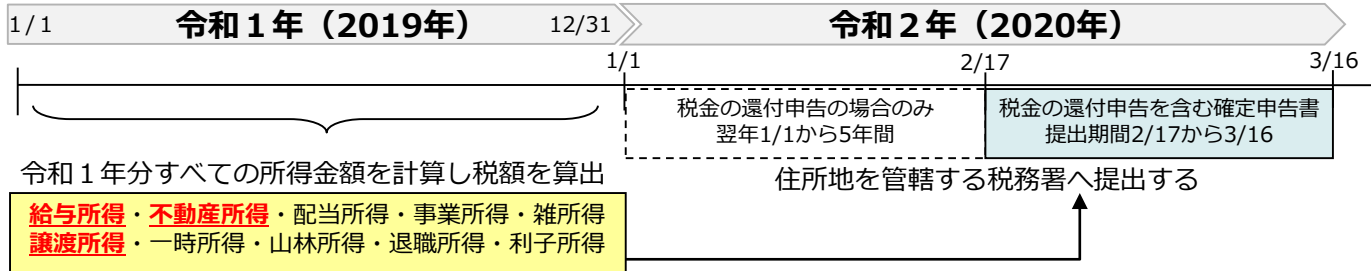 1/1 令和1年（2019年） 12/31 令和2年（2020年）
1/1 2/17 3/16
税金の還付申告の場合のみ
翌年1/1から5年間
税金の還付申告を含む確定申告書
提出期間2/17から3/16
令和1年分すべての所得金額を計算し税額を算出
住所地を管轄する税務署へ提出する
給与所得・不動産所得・配当所得・事業所得・雑所得
譲渡所得・一時所得・山林所得・退職所得・利子所得